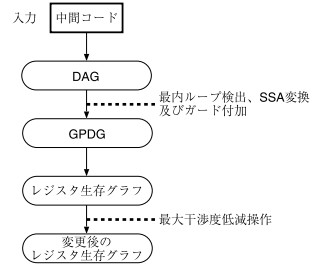 入力
中間コード
DAG
最内ループ検出、SSA変換
及びガード付加
GPDG
レジスタ生存グラフ
最大干渉度低減操作
変更後の
レジスタ生存グラフ